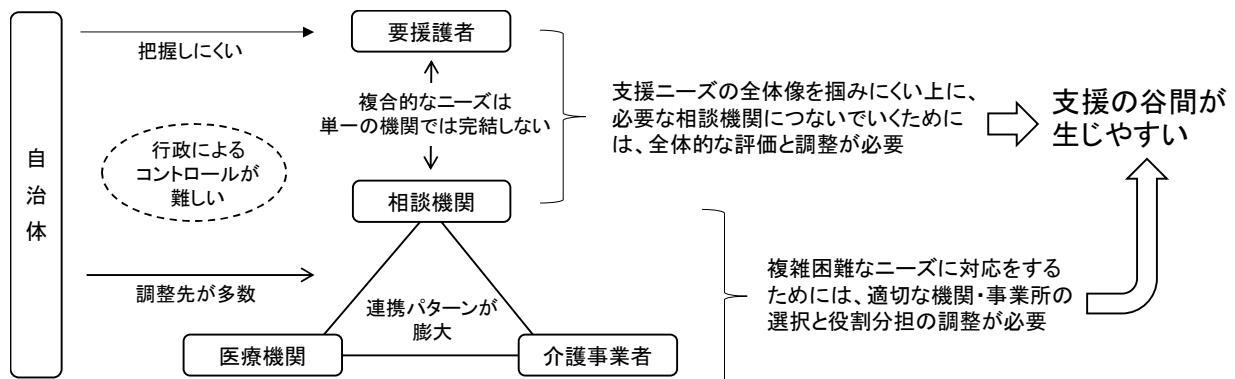 自治体
把握しにくい
要援護者
複合的なニーズは
単一の機関では完結しない
行政による
コントロールが
難しい
相談機関
調整先が多数
連携パターンが
膨大
医療機関
介護事業者
支援ニーズの全体像を掴みにくい上に、
必要な相談機関につないでいくために
は、全体的な評価と調整が必要
支援の谷間が
生じやすい
複雑困難なニーズに対応をする
ためには、適切な機関・事業所の
選択と役割分担の調整が必要